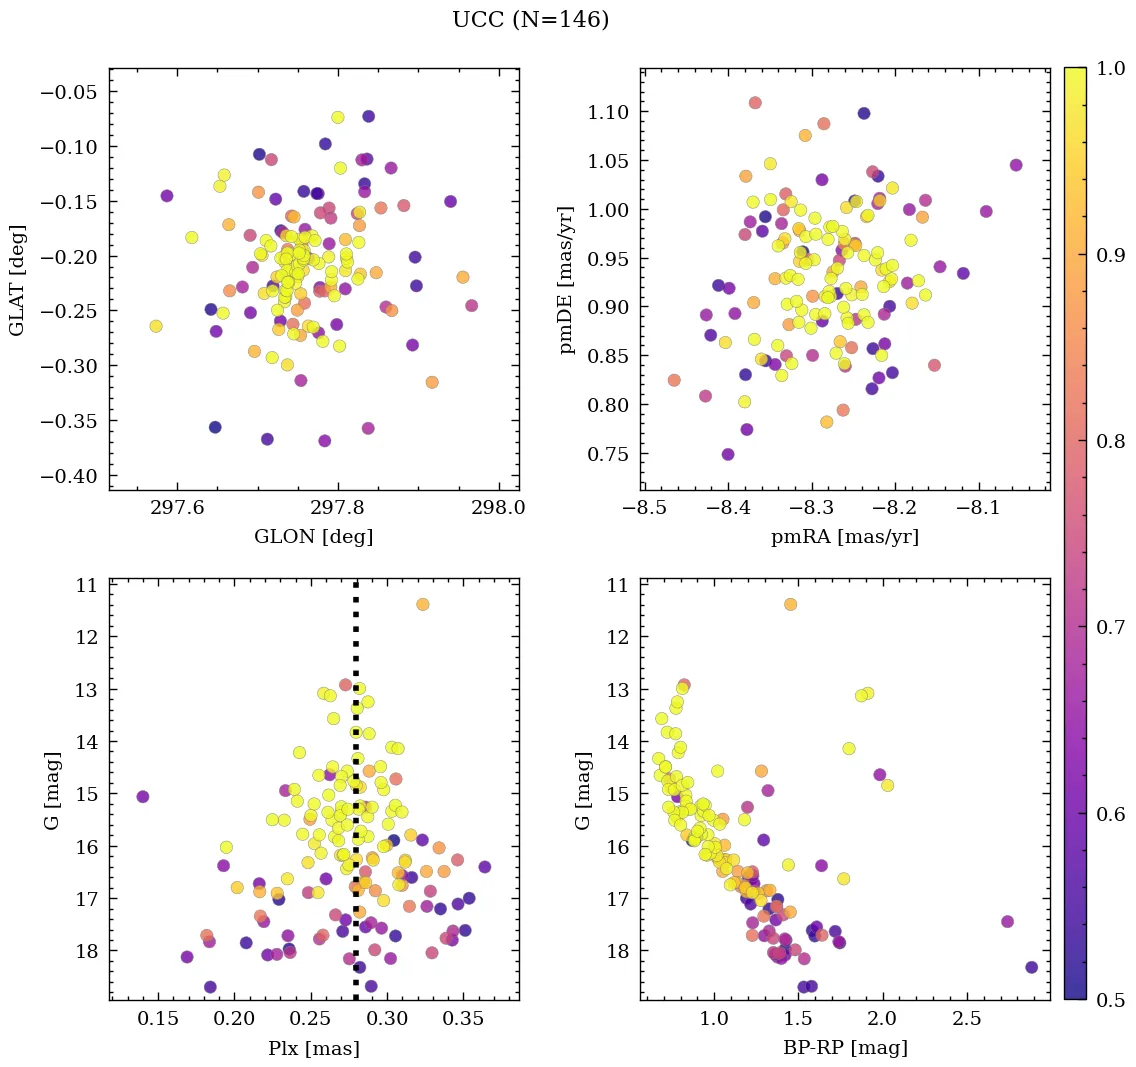 UCC (N=146)
−0.05
−0.10
−0.15
−0.20
−0.25
−0.30
−0.35
−0.40
GLAT [deg]
297.6 297.8 298.0
GLON [deg]
1.10
1.05
1.00
0.95
0.90
0.85
0.80
0.75
pmDE [mas/yr]
−8.5 −8.4 −8.3 −8.2 −8.1
pmRA [mas/yr]
11
12
13
14
15
16
17
18
G [mag]
0.15 0.20 0.25 0.30 0.35
Plx [mas]
11
12
13
14
15
16
17
18
G [mag]
1.0 1.5 2.0 2.5
BP-RP [mag]
1.0
0.9
0.8
0.7
0.6
0.5